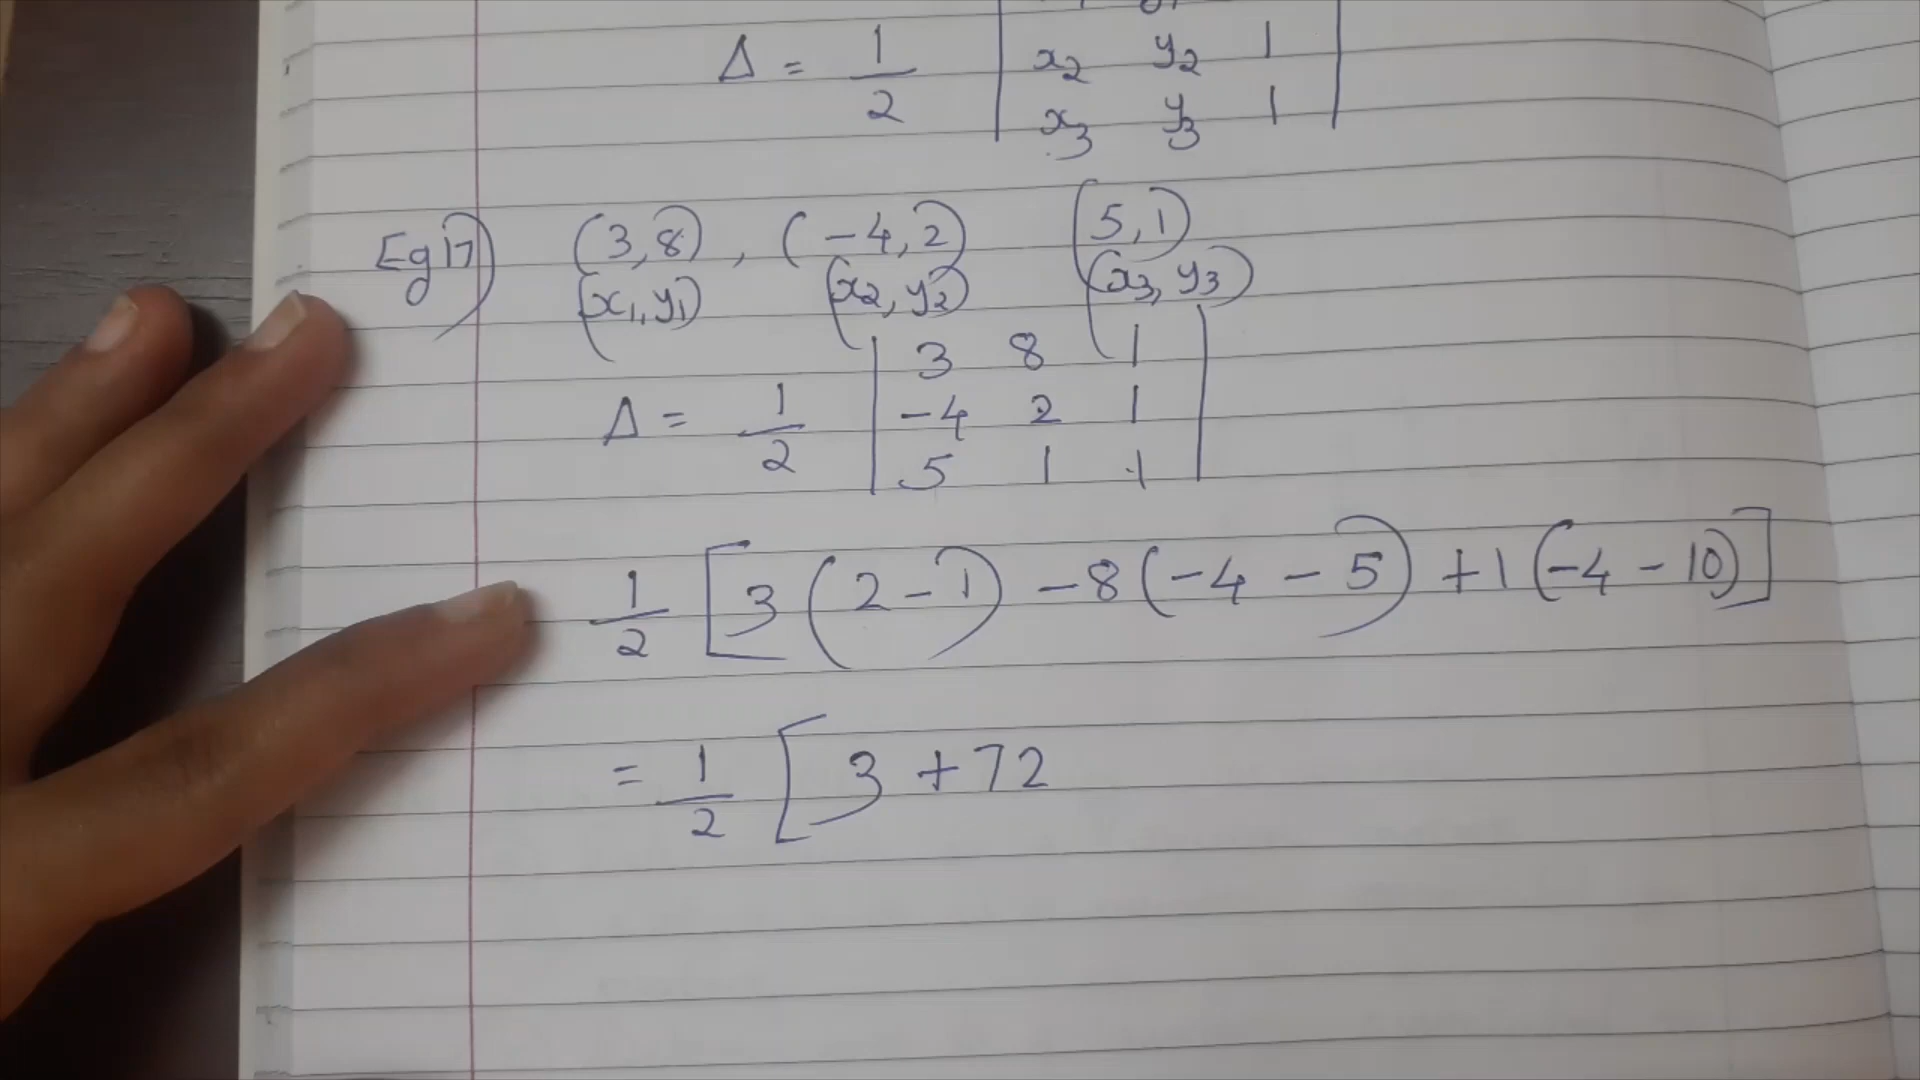 Δ = 1/2 | x2 y2 1
x3 y3 1 |
Eg 17) (3,8), (-4,2) (5,1)
(x1,y1) (x2,y2) (x3,y3)
Δ = 1/2 | 3 8 1
-4 2 1
5 1 1 |
1/2 [3(2-1) -8(-4-5) +1(-4-10)]
= 1/2 [3 +72